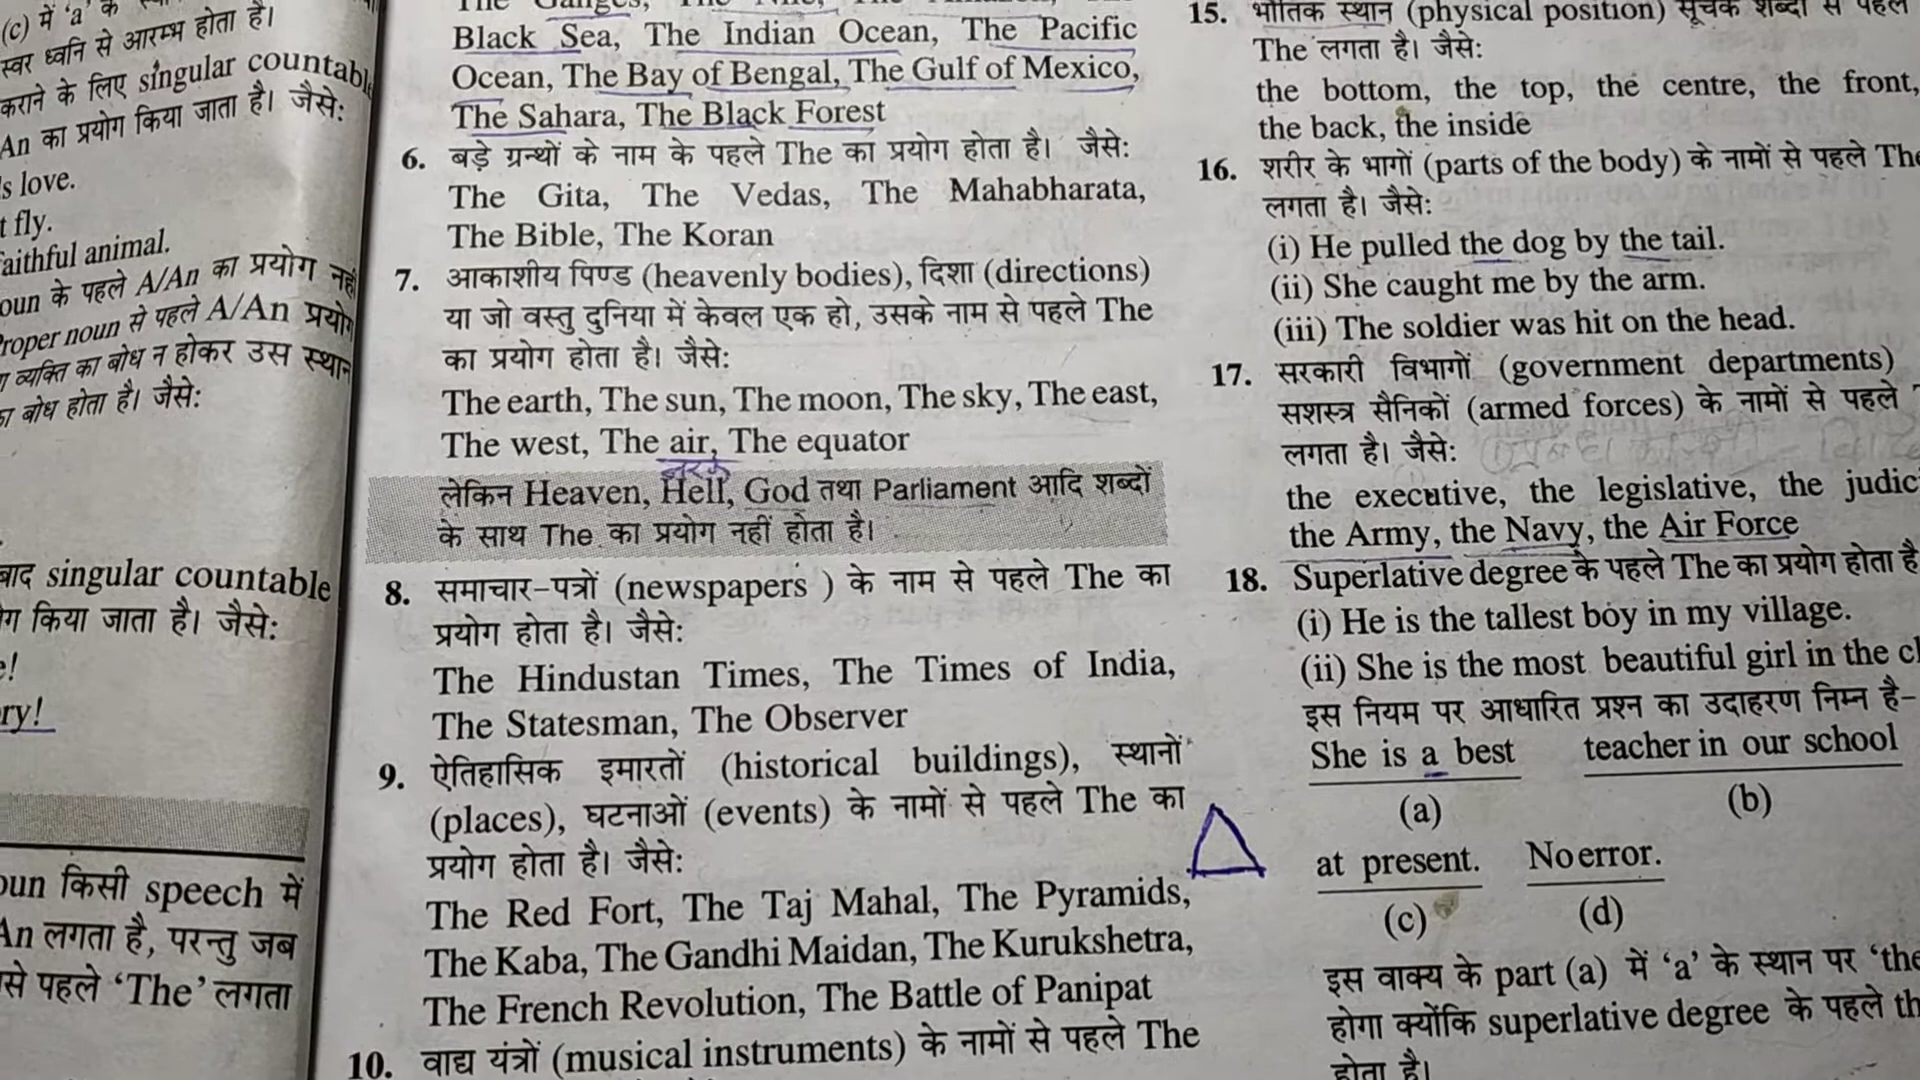 (c) में 'a' के
स्वर ध्वनि से आरम्भ होता है।
कराने के लिए singular countable
An का प्रयोग किया जाता है। जैसे:
s love.
t fly.
faithful animal.
oun के पहले A/An का प्रयोग नहीं
Proper noun से पहले A/An प्रयोग
व्यक्ति का बोध न होकर उस स्थान
का बोध होता है। जैसे:
बाद singular countable
किया जाता है। जैसे:
e!
ry!
oun किसी speech में
An लगता है, परन्तु जब
से पहले 'The' लगता
The Ganges, The Nile, The
Black Sea, The Indian Ocean, The Pacific
Ocean, The Bay of Bengal, The Gulf of Mexico,
The Sahara, The Black Forest
6. बड़े ग्रन्थों के नाम के पहले The का प्रयोग होता है। जैसे:
The Gita, The Vedas, The Mahabharata,
The Bible, The Koran
7. आकाशीय पिण्ड (heavenly bodies), दिशा (directions)
या जो वस्तु दुनिया में केवल एक हो, उसके नाम से पहले The
का प्रयोग होता है। जैसे:
The earth, The sun, The moon, The sky, The east,
The west, The air, The equator
नरक
लेकिन Heaven, Hell, God तथा Parliament आदि शब्दों
के साथ The का प्रयोग नहीं होता है।
8. समाचार-पत्रों (newspapers ) के नाम से पहले The का
प्रयोग होता है। जैसे:
The Hindustan Times, The Times of India,
The Statesman, The Observer
9. ऐतिहासिक इमारतों (historical buildings), स्थानों
(places), घटनाओं (events) के नामों से पहले The का
प्रयोग होता है। जैसे:
The Red Fort, The Taj Mahal, The Pyramids,
The Kaba, The Gandhi Maidan, The Kurukshetra,
The French Revolution, The Battle of Panipat
10. वाद्य यंत्रों (musical instruments) के नामों से पहले The
15. भौतिक स्थान (physical position) सूचक शब्दों से पहले
The लगता है। जैसे:
the bottom, the top, the centre, the front,
the back, the inside
16. शरीर के भागों (parts of the body) के नामों से पहले The
लगता है। जैसे:
(i) He pulled the dog by the tail.
(ii) She caught me by the arm.
(iii) The soldier was hit on the head.
17. सरकारी विभागों (government departments)
सशस्त्र सैनिकों (armed forces) के नामों से पहले
लगता है। जैसे:
the executive, the legislative, the judic
the Army, the Navy, the Air Force
18. Superlative degree के पहले The का प्रयोग होता है
(i) He is the tallest boy in my village.
(ii) She is the most beautiful girl in the cl
इस नियम पर आधारित प्रश्न का उदाहरण निम्न है-
She is a best teacher in our school
(a) (b)
at present. No error.
(c) (d)
इस वाक्य के part (a) में 'a' के स्थान पर 'the
होगा क्योंकि superlative degree के पहले th
होता है।